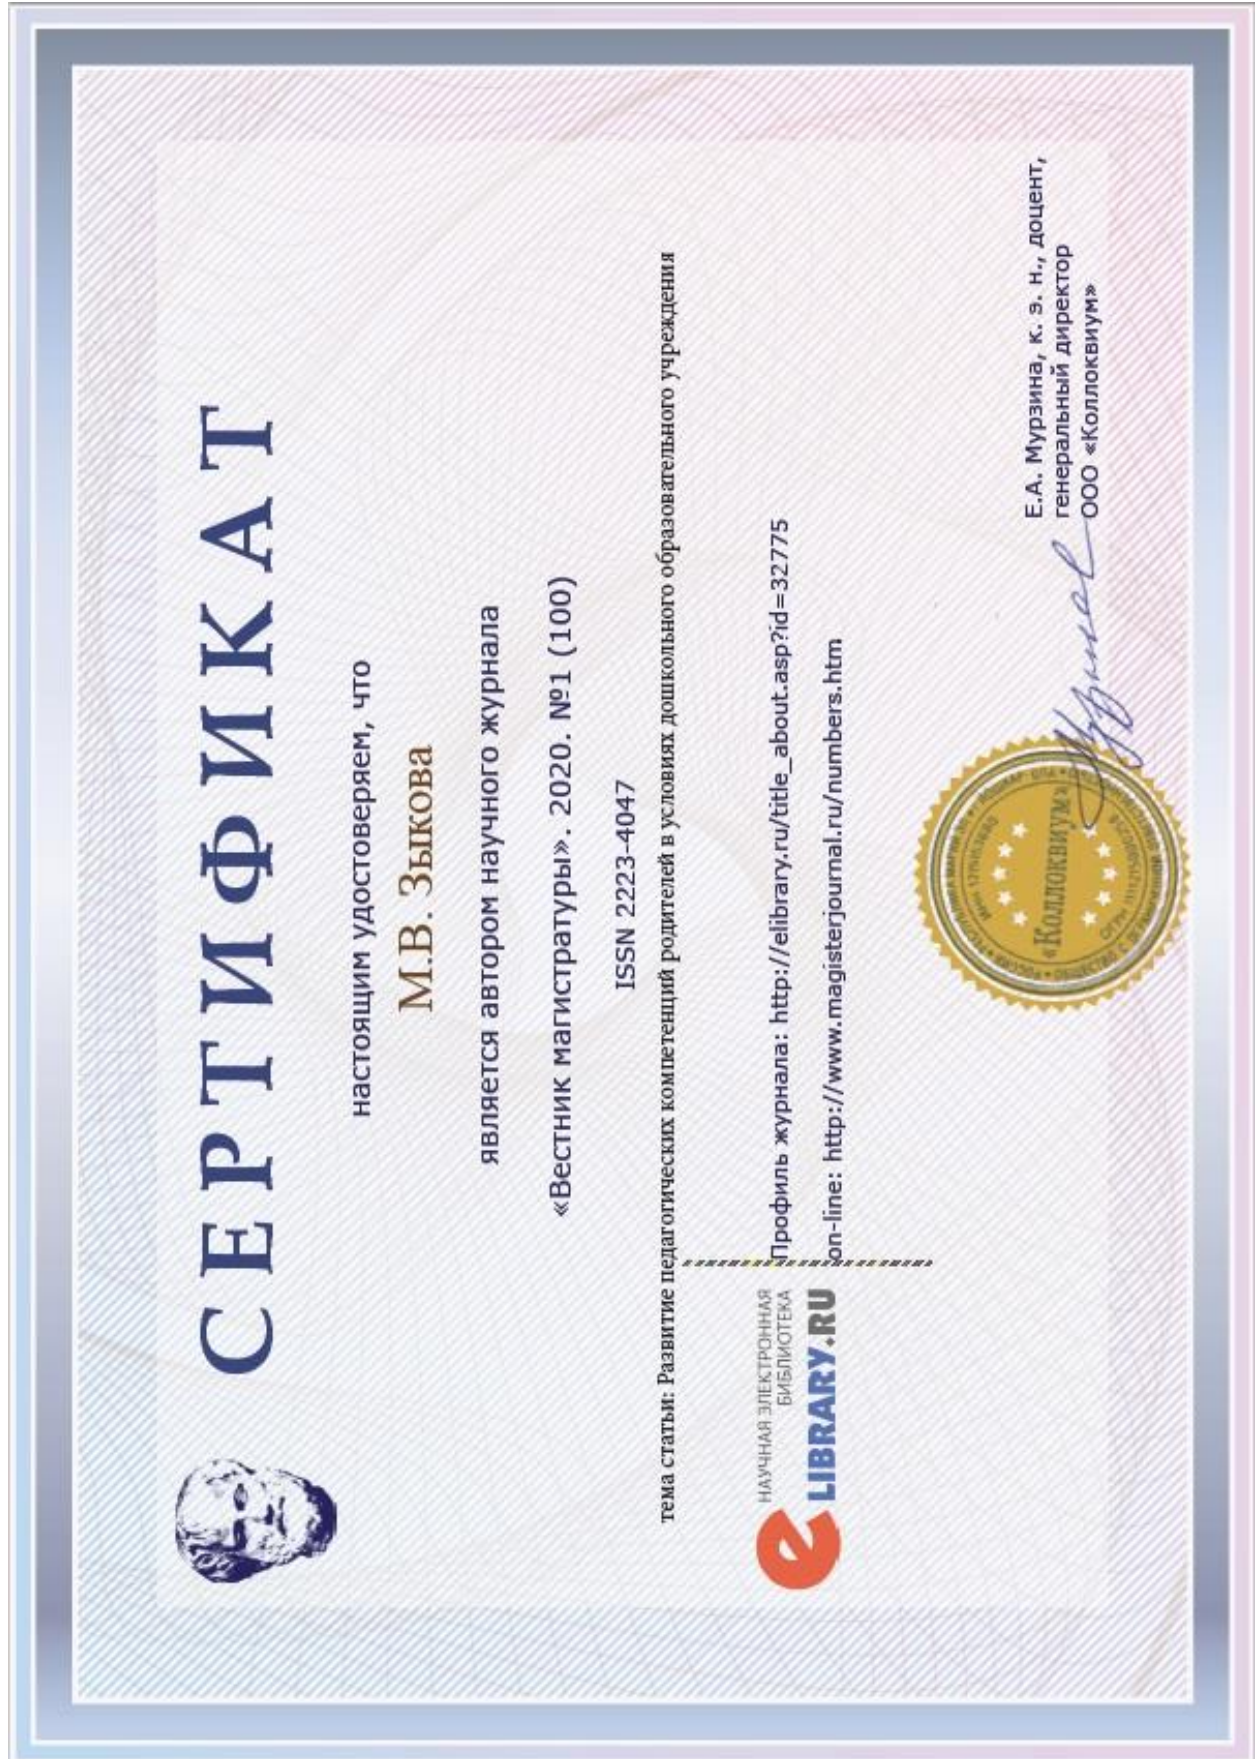 СЕРТИФИКАТ
настоящим удостоверяем, что
М.В. Зыкова
является автором научного журнала
«Вестник магистратуры». 2020. №1 (100)
ISSN 2223-4047
тема статьи: Развитие педагогических компетенций родителей в условиях дошкольного образовательного учреждения
НАУЧНАЯ ЭЛЕКТРОННАЯ
БИБЛИОТЕКА
eLIBRARY.RU
Профиль журнала: http://elibrary.ru/title_about.asp?id=32775
on-line: http://www.magisterjournal.ru/numbers.htm
«Коллоквиум»
Е.А. Мурзина, к. э. н., доцент,
генеральный директор
ООО «Коллоквиум»